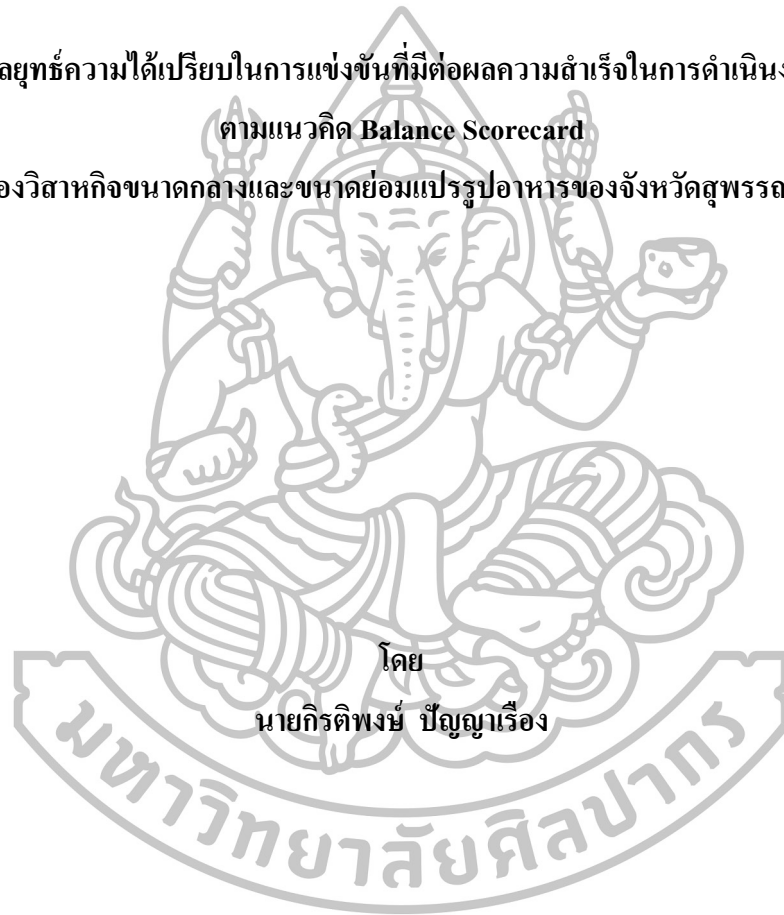 ลยุทธ์ความได้เปรียบในการแข่งขันที่มีต่อผลความสำเร็จในการดำเนินง
ตามแนวคิด Balance Scorecard
องวิสาหกิจขนาดกลางและขนาดย่อมแปรรูปอาหารของจังหวัดสุพรรณ
โดย
นายกิรติพงษ์ ปัญญาเรือง
มหาวิทยาลัยศิลปากร